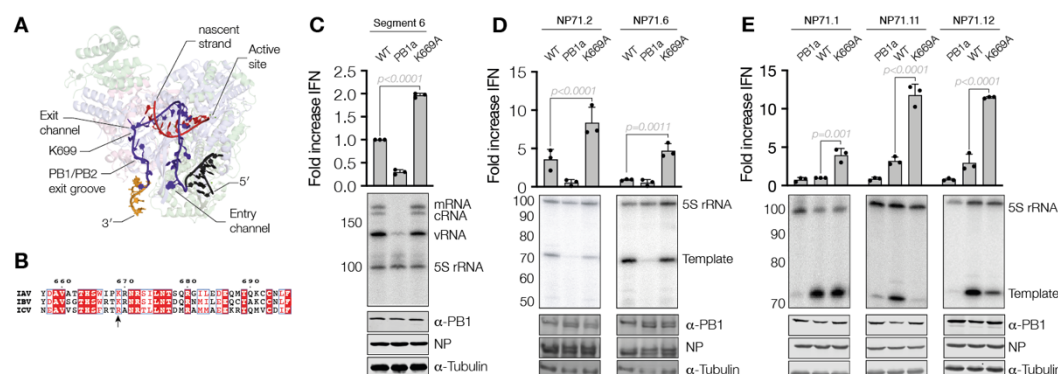 A
nascent
strand
Active
site
Exit
channel
K699
PB1/PB2
exit groove
3′
5′
Entry
channel
B
660 670 680 690
IAV
IBV
ICV
C
Segment 6
WT PB1a K669A
p<0.0001
Fold increase IFN
2.5
2.0
1.5
1.0
0.5
0.0
150
100
mRNA
cRNA
vRNA
5S rRNA
α-PB1
NP
α-Tubulin
D
NP71.2 NP71.6
WT PB1a K669A WT PB1a K669A
Fold increase IFN
15
10
5
0
p<0.0001
p=0.0011
100
90
80
70
60
50
5S rRNA
Template
α-PB1
NP
α-Tubulin
E
NP71.1 NP71.11 NP71.12
PB1a WT K669A PB1a WT K669A PB1a WT K669A
Fold increase IFN
15
10
5
0
p=0.001
p<0.0001
p<0.0001
100
90
80
70
5S rRNA
Template
α-PB1
NP
α-Tubulin